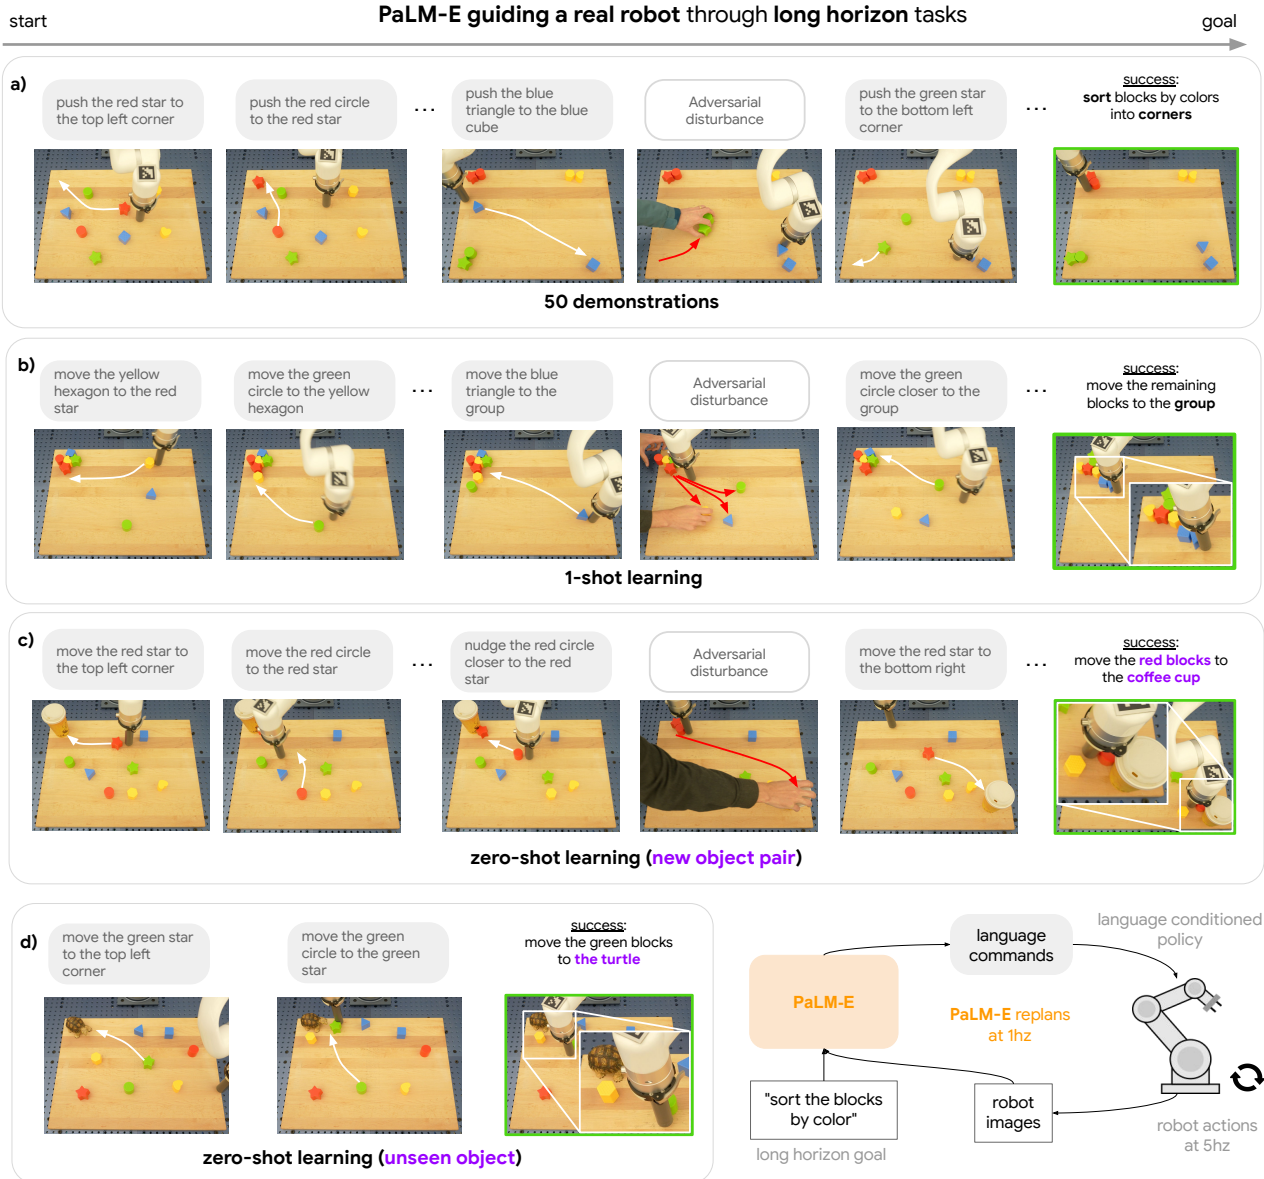 PaLM-E guiding a real robot through long horizon tasks
start
goal
a)
push the red star to
the top left corner
push the red circle
to the red star
...
push the blue
triangle to the blue
cube
Adversarial
disturbance
push the green star
to the bottom left
corner
...
success:
sort blocks by colors
into corners
50 demonstrations
b)
move the yellow
hexagon to the red
star
move the green
circle to the yellow
hexagon
...
move the blue
triangle to the
group
Adversarial
disturbance
move the green
circle closer to the
group
...
success:
move the remaining
blocks to the group
1-shot learning
c)
move the red star to
the top left corner
move the red circle
to the red star
...
nudge the red circle
closer to the red
star
Adversarial
disturbance
move the red star to
the bottom right
...
success:
move the red blocks to
the coffee cup
zero-shot learning (new object pair)
d)
move the green star
to the top left
corner
move the green
circle to the green
star
success:
move the green blocks
to the turtle
zero-shot learning (unseen object)
language
commands
language conditioned
policy
PaLM-E
PaLM-E replans
at 1hz
"sort the blocks
by color"
long horizon goal
robot
images
robot actions
at 5hz